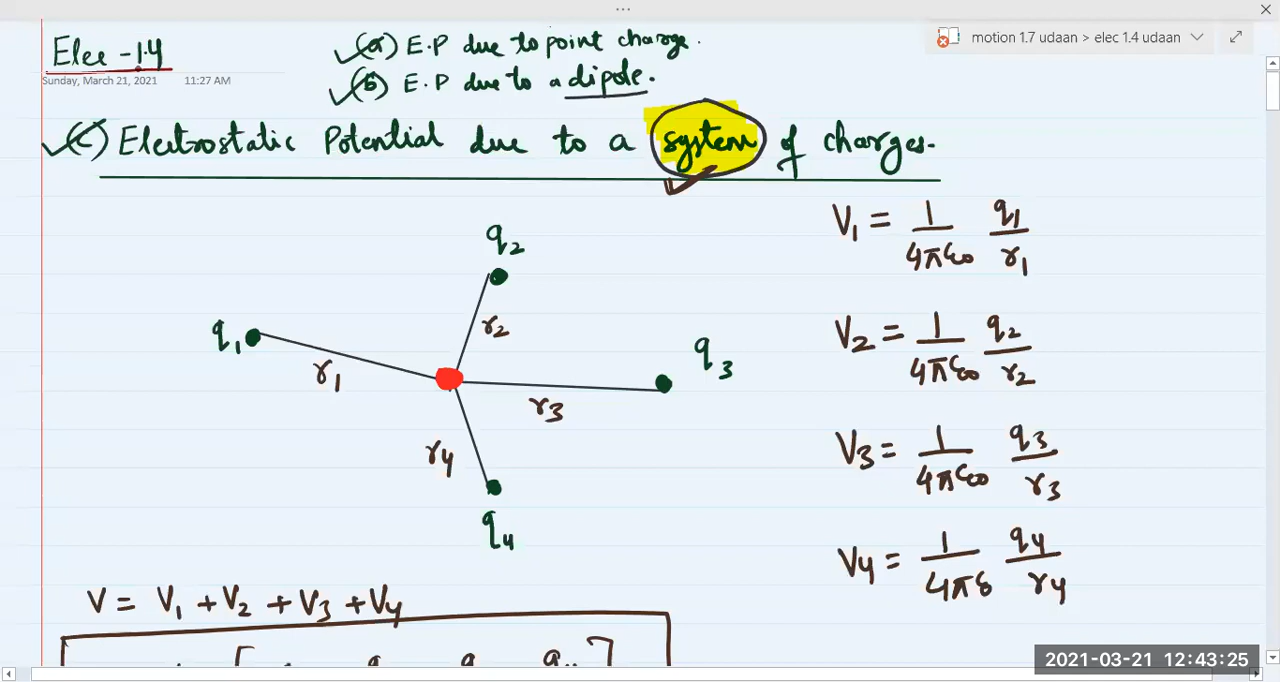 ...
motion 1.7 udaan > elec 1.4 udaan
Elec - 1.4
Sunday, March 21, 2021 11:27 AM
(a) E.P due to point charge.
(b) E.P due to a dipole.
(c) Electrostatic Potential due to a system of charges.
V₁ = 1/4πε₀ q₁/r₁
q₂
V₂ = 1/4πε₀ q₂/r₂
q₁ r₂ q₃
r₁ r₃
V₃ = 1/4πε₀ q₃/r₃
r₄
q₄
V₄ = 1/4πε q₄/r₄
V = V₁ + V₂ + V₃ + V₄
2021-03-21 12:43:25